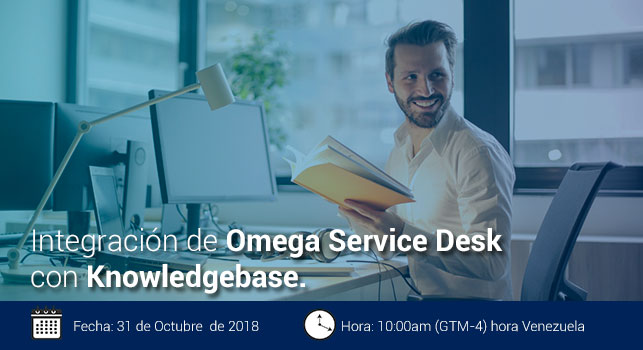 Integración de Omega Service Desk
con Knowledgebase.
Fecha: 31 de Octubre de 2018
Hora: 10:00am (GTM-4) hora Venezuela